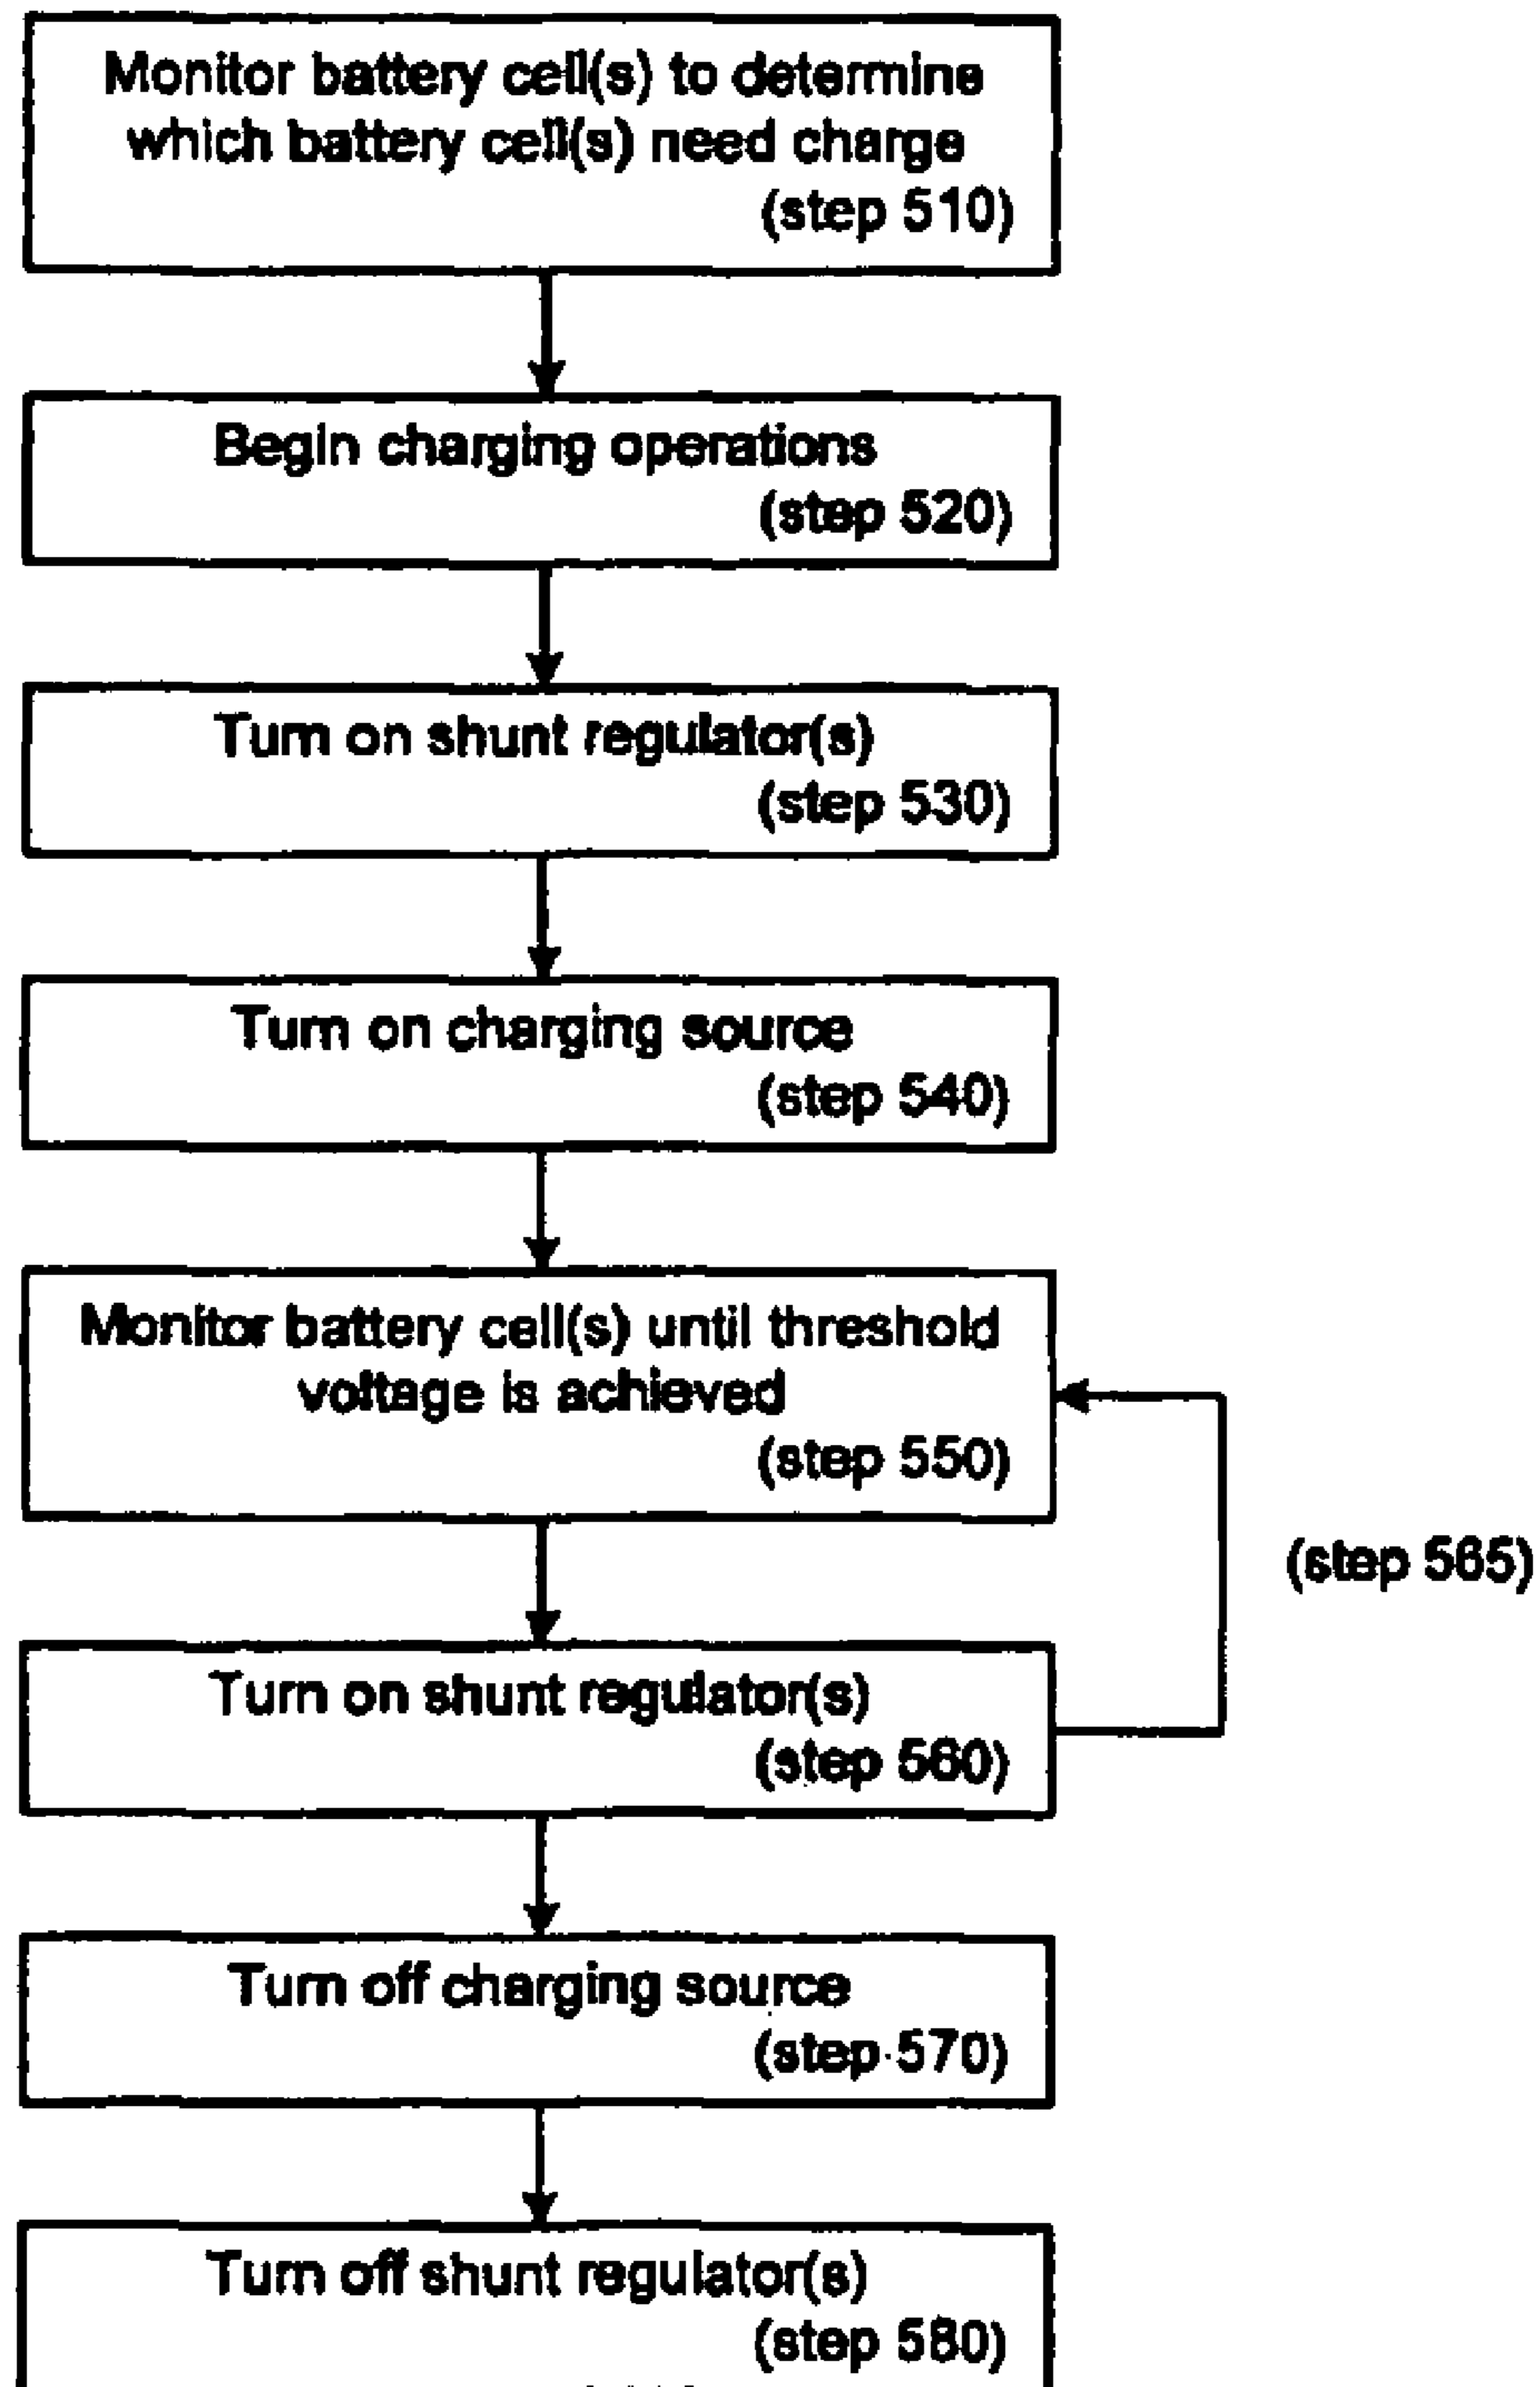 Monitor battery cell(s) to determine
which battery cell(s) need charge
(step 510)
Begin charging operations
(step 520)
Turn on shunt regulator(s)
(step 530)
Turn on charging source
(step 540)
Monitor battery cell(s) until threshold
voltage is achieved
(step 550)
(step 565)
Turn on shunt regulator(s)
(step 560)
Turn off charging source
(step 570)
Turn off shunt regulator(s)
(step 580)